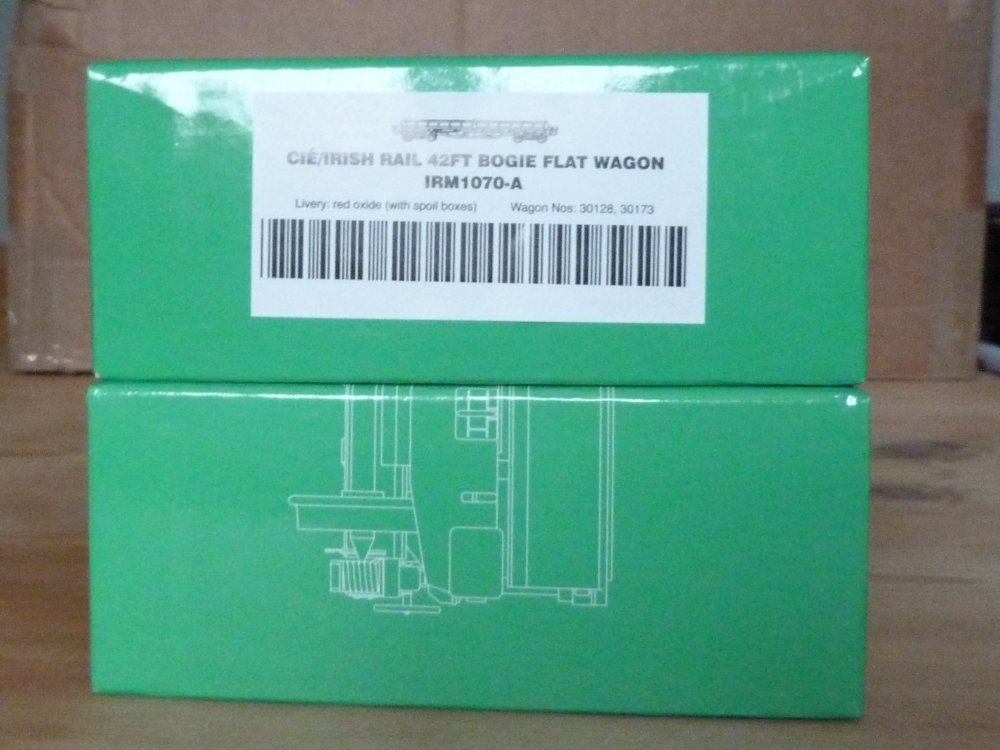 CIÉ/IRISH RAIL 42FT BOGIE FLAT WAGON
IRM1070-A
Livery: red oxide (with spoil boxes) Wagon Nos: 30128, 30173